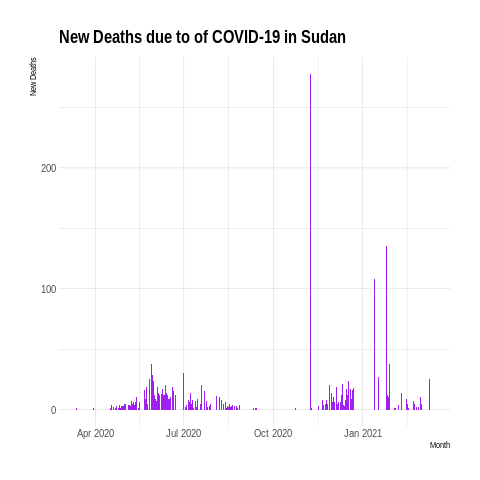 New Deaths due to of COVID-19 in Sudan
New Deaths
200
100
0
Apr 2020 Jul 2020 Oct 2020 Jan 2021
Month